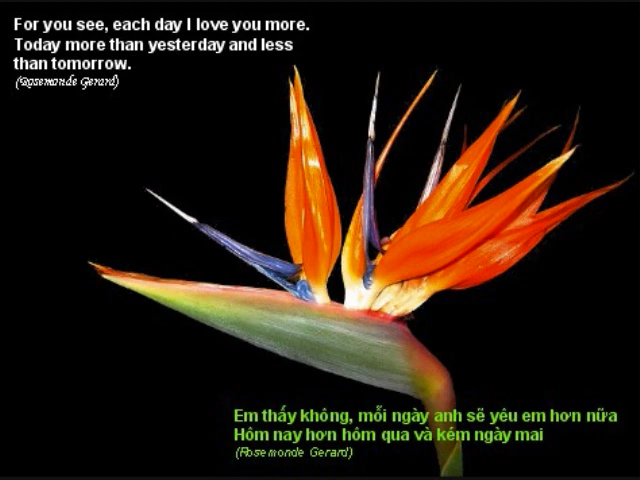 For you see, each day I love you more.
Today more than yesterday and less
than tomorrow.
(Rosemonde Gerard)
Em thấy không, mỗi ngày anh sẽ yêu em hơn nữa
Hôm nay hơn hôm qua và kém ngày mai
(Rosemonde Gerard)